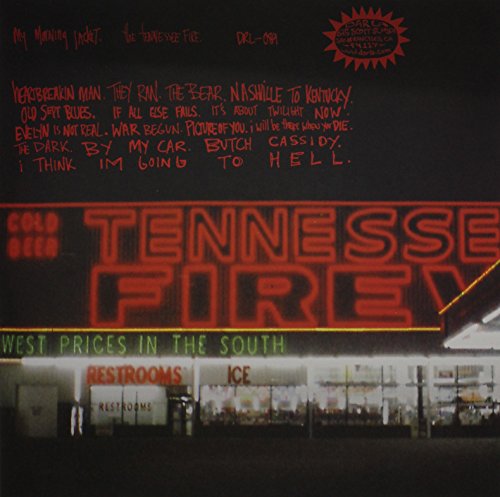 My Morning Jacket. the Tennessee Fire. DRL-089
DARLA
HEARTBREAKIN MAN. THEY RAN. THE BEAR. NASHVILLE TO KENTUCKY.
OLD SEPT BLUES. IF ALL ELSE FAILS. IT'S ABOUT TWILIGHT NOW.
EVELYN IS NOT REAL. WAR BEGUN. PICTURE OF YOU. i will be there when you DIE.
THE DARK. BY MY CAR. BUTCH CASSIDY.
i THINK IM GOING TO HELL.
COLD BEER
TENNESSE
FIREW
WEST PRICES IN THE SOUTH
RESTROOMS ICE
RESTROOMS